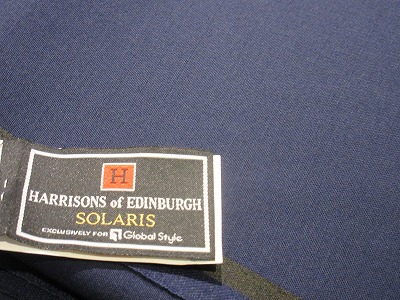 H
HARRISONS of EDINBURGH
SOLARIS
EXCLUSIVELY FOR Global Style